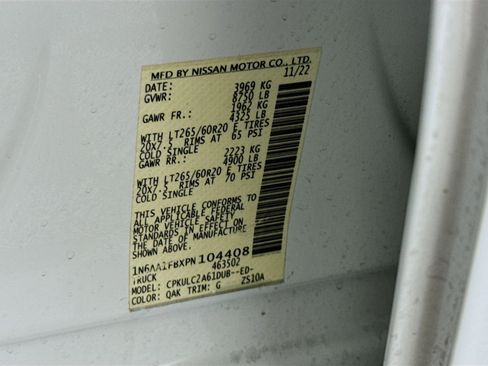 MFD BY NISSAN MOTOR CO., LTD.
DATE: 11/22
GVWR: 3969 KG
8750 LB
GAWR FR.: 1962 KG
4325 LB
WITH LT265/60R20 E TIRES
20X7.5 RIMS AT 65 PSI
COLD SINGLE
GAWR RR.: 2223 KG
4900 LB
WITH LT265/60R20 E TIRES
20X7.5 RIMS AT 70 PSI
COLD SINGLE
THIS VEHICLE CONFORMS TO
ALL APPLICABLE FEDERAL
MOTOR VEHICLE SAFETY
STANDARDS IN EFFECT ON
THE DATE OF MANUFACTURE
SHOWN ABOVE.
1N6AA1FBXPN104408
TRUCK 463502
MODEL: CPKULC2A61DUB--ED-
COLOR: QAK TRIM: G ZS10A